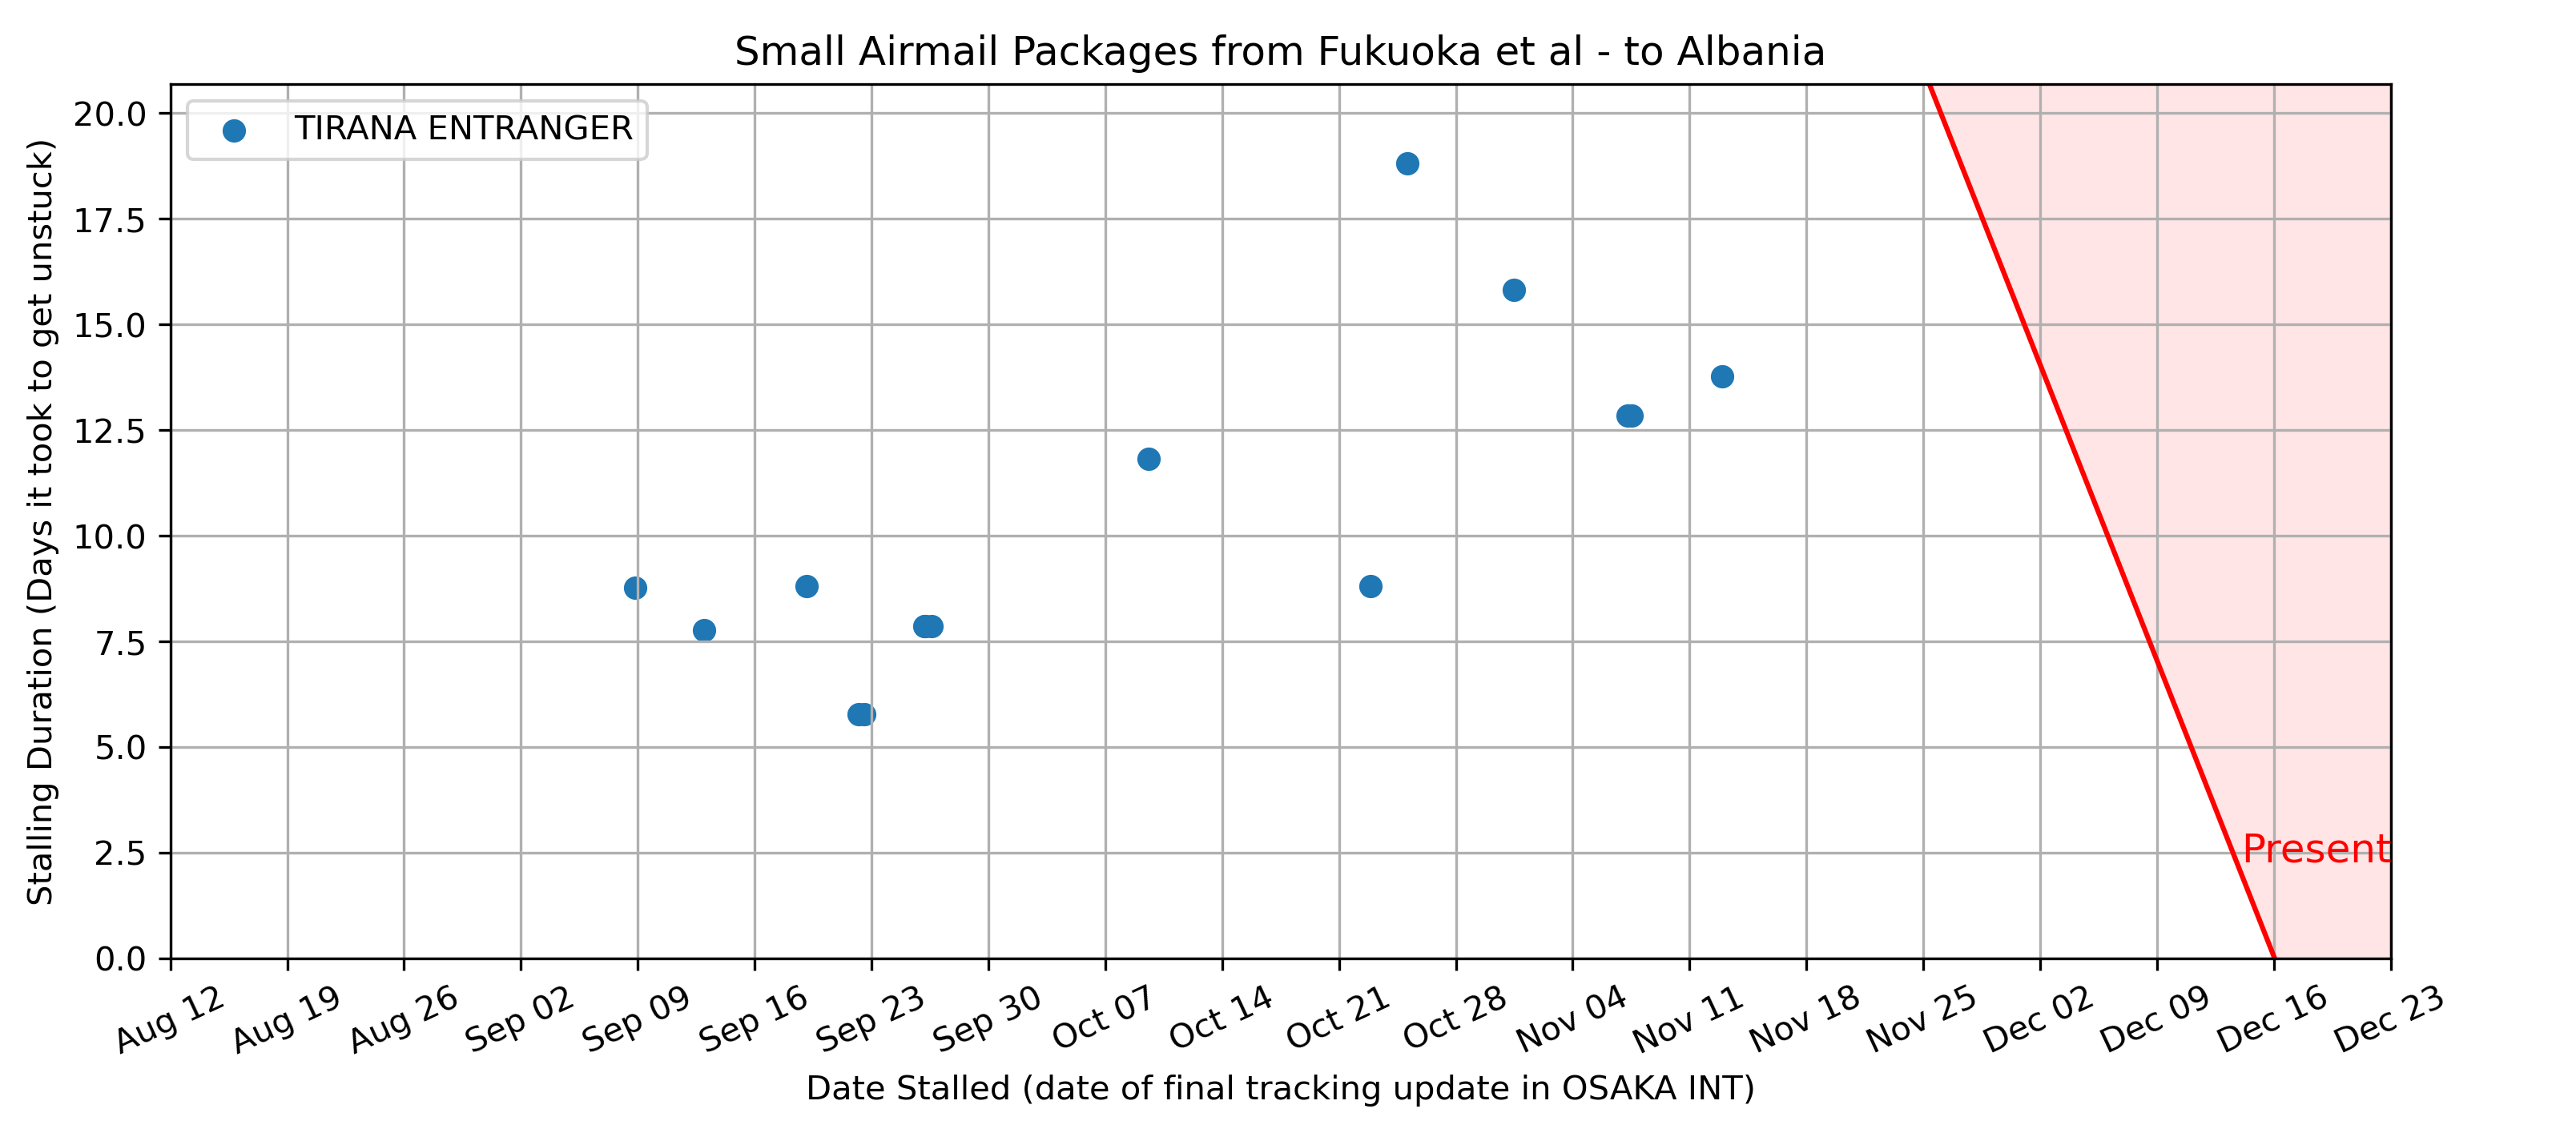 Small Airmail Packages from Fukuoka et al - to Albania
TIRANA ENTRANGER
Stalling Duration (Days it took to get unstuck)
20.0
17.5
15.0
12.5
10.0
7.5
5.0
2.5
0.0
Present
Aug 12 Aug 19 Aug 26 Sep 02 Sep 09 Sep 16 Sep 23 Sep 30 Oct 07 Oct 14 Oct 21 Oct 28 Nov 04 Nov 11 Nov 18 Nov 25 Dec 02 Dec 09 Dec 16 Dec 23
Date Stalled (date of final tracking update in OSAKA INT)